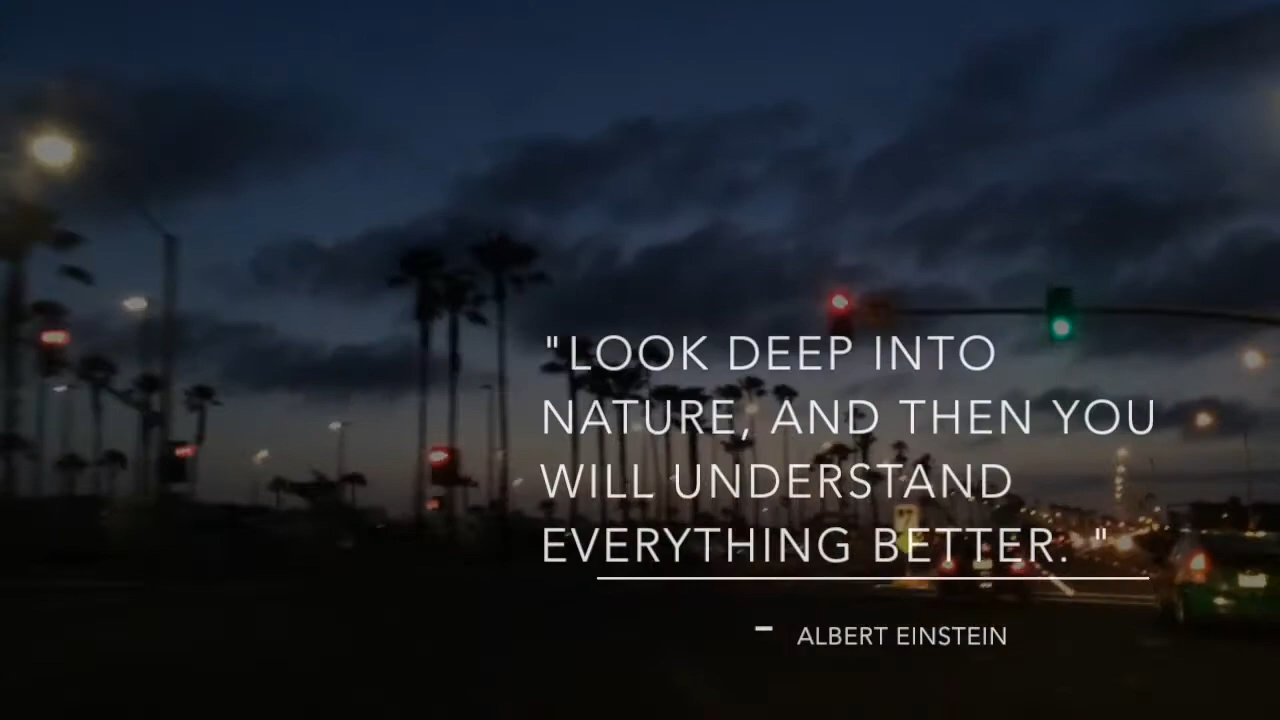 "LOOK DEEP INTO
NATURE, AND THEN YOU
WILL UNDERSTAND
EVERYTHING BETTER. "
- ALBERT EINSTEIN